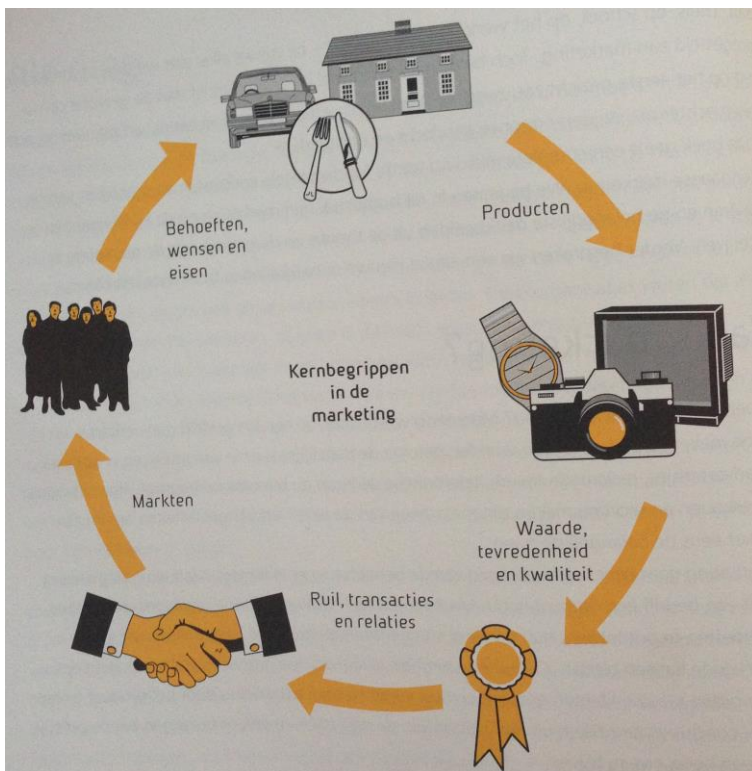 Behoeften,
wensen en
eisen
Producten
Kernbegrippen
in de
marketing
Markten
Waarde,
tevredenheid
en kwaliteit
Ruil, transacties
en relaties